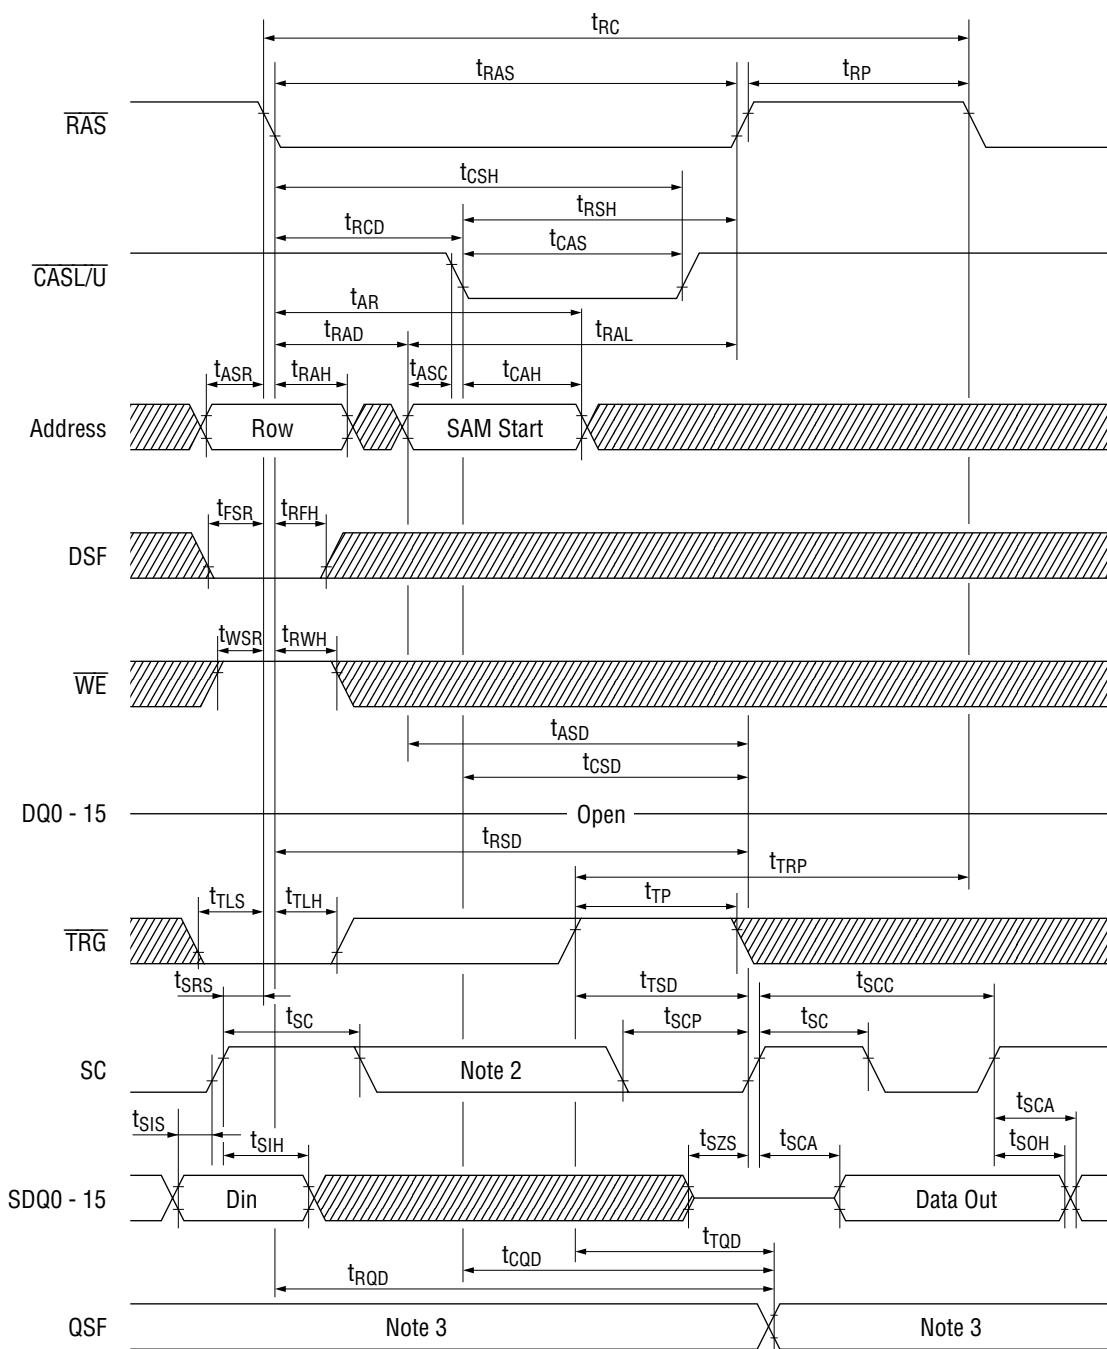 tRC
tRAS
tRP
RAS
tCSH
tRSH
tRCD
tCAS
CASL/U
tAR
tRAD
tRAL
tASR
tRAH
tASC
tCAH
Address
Row
SAM Start
tFSR
tRFH
DSF
tWSR
tRWH
WE
tASD
tCSD
DQ0 - 15
Open
tRSD
tTRP
tTLS
tTLH
tTP
TRG
tSRS
tTSD
tSCC
tSC
tSCP
tSC
SC
Note 2
tSIS
tSIH
tSZS
tSCA
tSCA
tSOH
SDQ0 - 15
Din
Data Out
tTQD
tCQD
tRQD
QSF
Note 3
Note 3